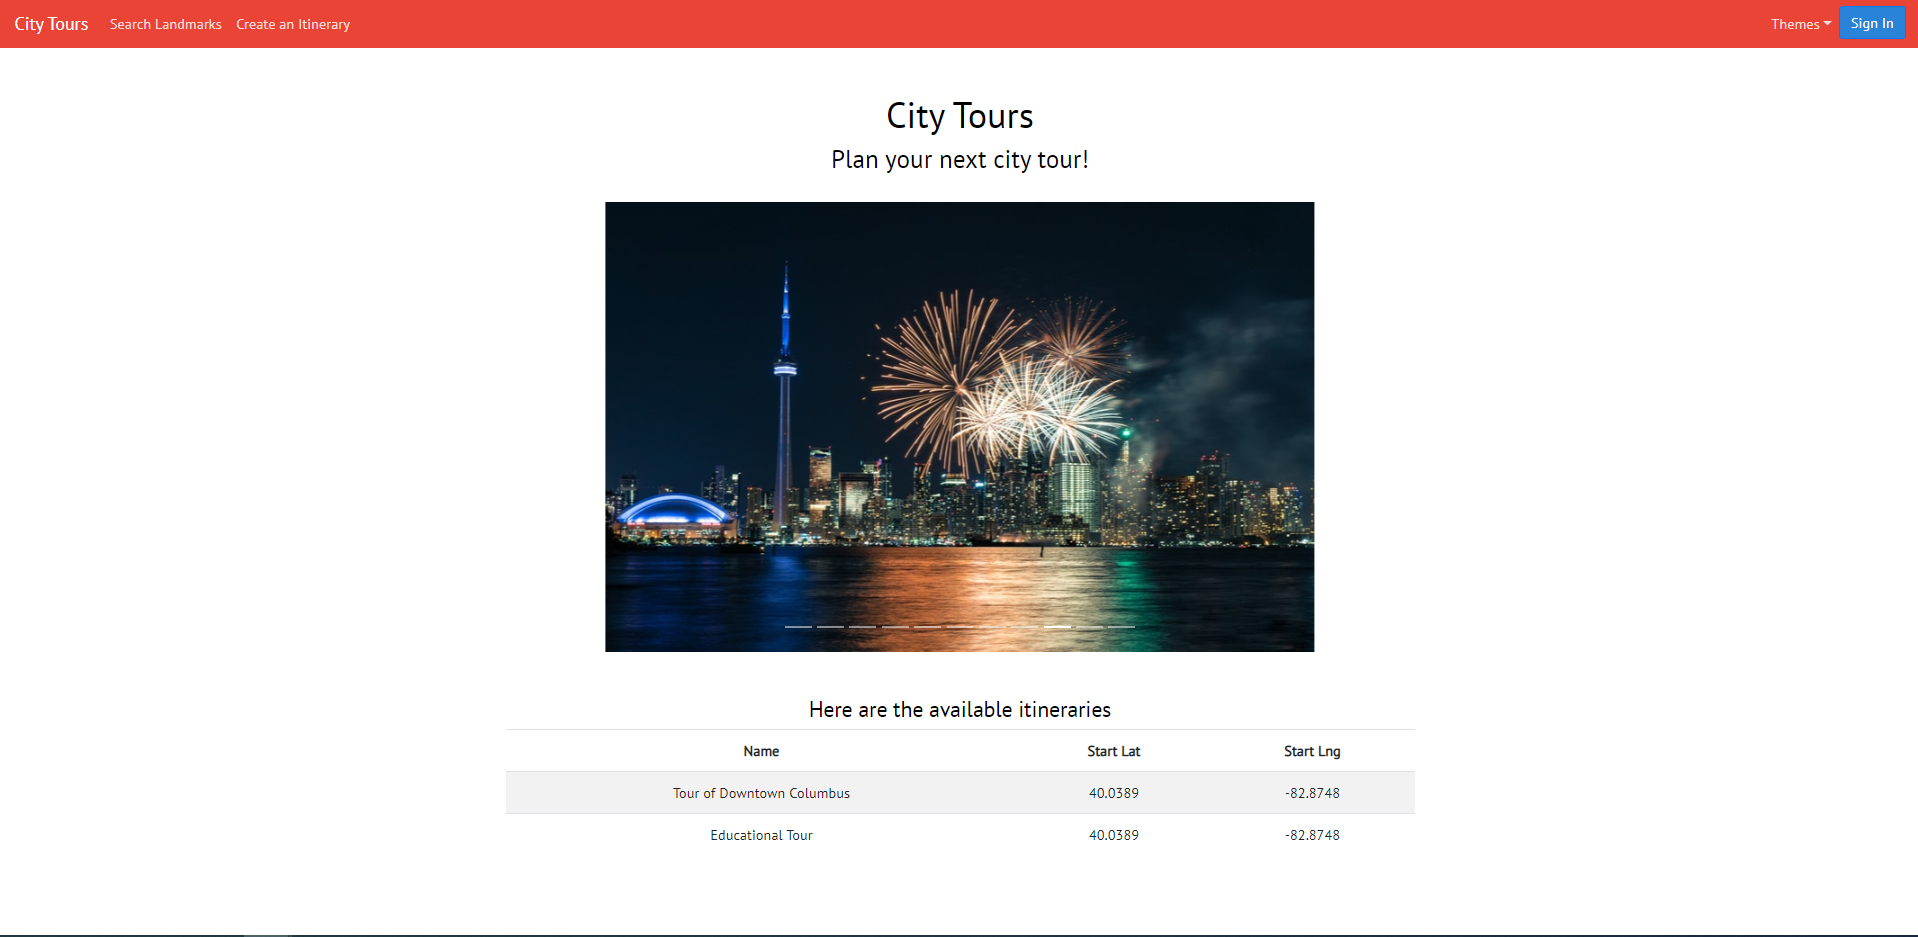 City Tours Search Landmarks Create an Itinerary Themes Sign In
City Tours
Plan your next city tour!
Here are the available itineraries
Name Start Lat Start Lng
Tour of Downtown Columbus 40.0389 -82.8748
Educational Tour 40.0389 -82.8748